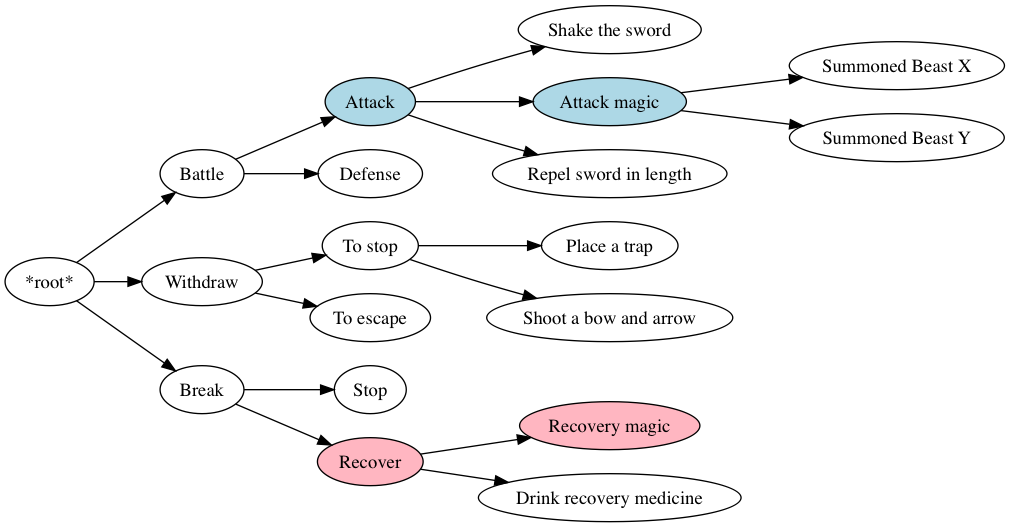 Shake the sword
Summoned Beast X
Attack
Attack magic
Summoned Beast Y
Battle
Defense
Repel sword in length
To stop
Place a trap
*root*
Withdraw
To escape
Shoot a bow and arrow
Break
Stop
Recovery magic
Recover
Drink recovery medicine